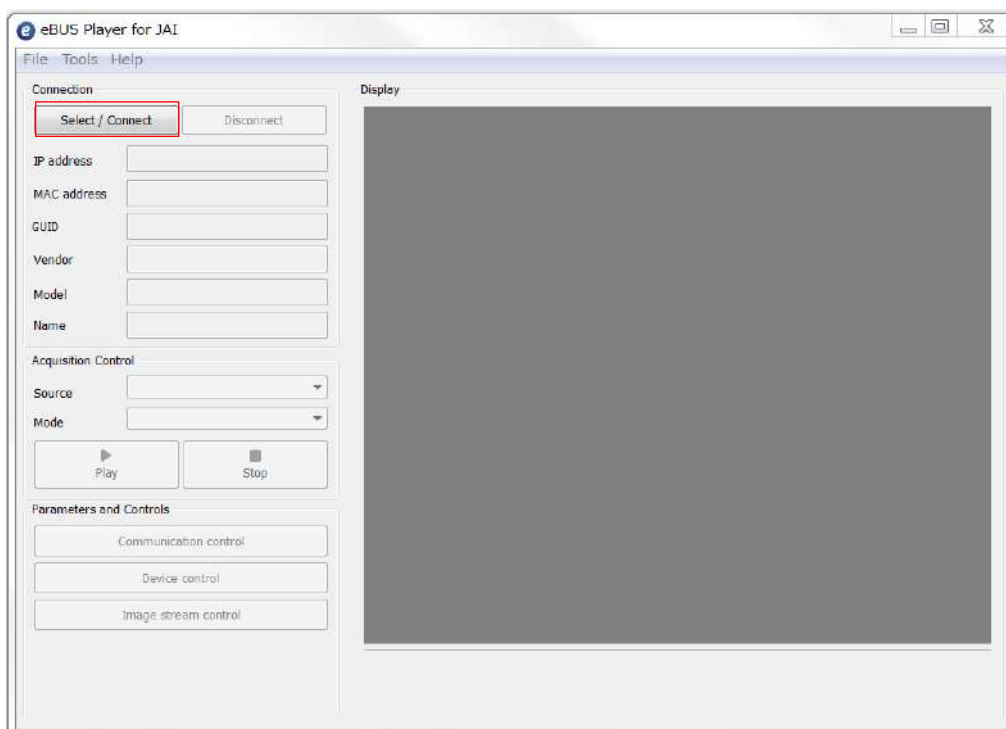 eBUS Player for JAI
File Tools Help
Connection
Select / Connect Disconnect
IP address
MAC address
GUID
Vendor
Model
Name
Acquisition Control
Source
Mode
Play Stop
Parameters and Controls
Communication control
Device control
Image stream control
Display